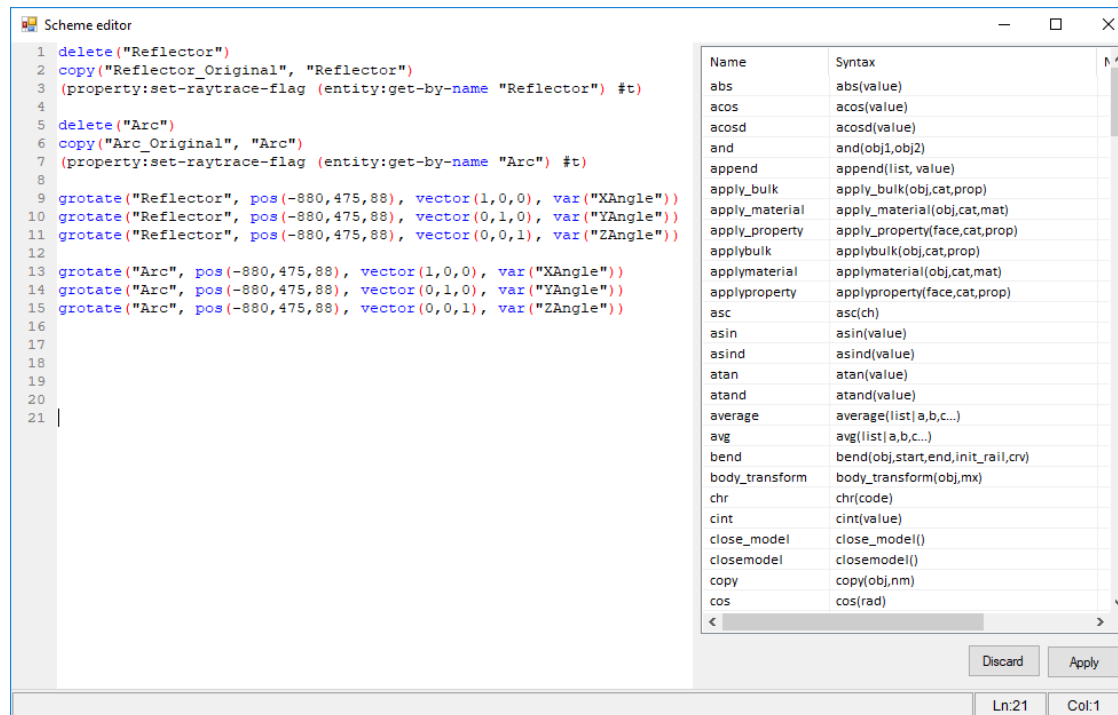 Scheme editor
1 delete("Reflector")
2 copy("Reflector_Original", "Reflector")
3 (property:set-raytrace-flag (entity:get-by-name "Reflector") #t)
4
5 delete("Arc")
6 copy("Arc_Original", "Arc")
7 (property:set-raytrace-flag (entity:get-by-name "Arc") #t)
8
9 grotate("Reflector", pos(-880,475,88), vector(1,0,0), var("XAngle"))
10 grotate("Reflector", pos(-880,475,88), vector(0,1,0), var("YAngle"))
11 grotate("Reflector", pos(-880,475,88), vector(0,0,1), var("ZAngle"))
12
13 grotate("Arc", pos(-880,475,88), vector(1,0,0), var("XAngle"))
14 grotate("Arc", pos(-880,475,88), vector(0,1,0), var("YAngle"))
15 grotate("Arc", pos(-880,475,88), vector(0,0,1), var("ZAngle"))
16
17
18
19
20
21
Name Syntax
abs abs(value)
acos acos(value)
acosd acosd(value)
and and(obj1,obj2)
append append(list, value)
apply_bulk apply_bulk(obj,cat,prop)
apply_material apply_material(obj,cat,mat)
apply_property apply_property(face,cat,prop)
applybulk applybulk(obj,cat,prop)
applymaterial applymaterial(obj,cat,mat)
applyproperty applyproperty(face,cat,prop)
asc asc(ch)
asin asin(value)
asind asind(value)
atan atan(value)
atand atand(value)
average average(list|a,b,c...)
avg avg(list|a,b,c...)
bend bend(obj,start,end,init_rail,crv)
body_transform body_transform(obj,mx)
chr chr(code)
cint cint(value)
close_model close_model()
closemodel closemodel()
copy copy(obj,nm)
cos cos(rad)
Discard Apply
Ln:21 Col:1